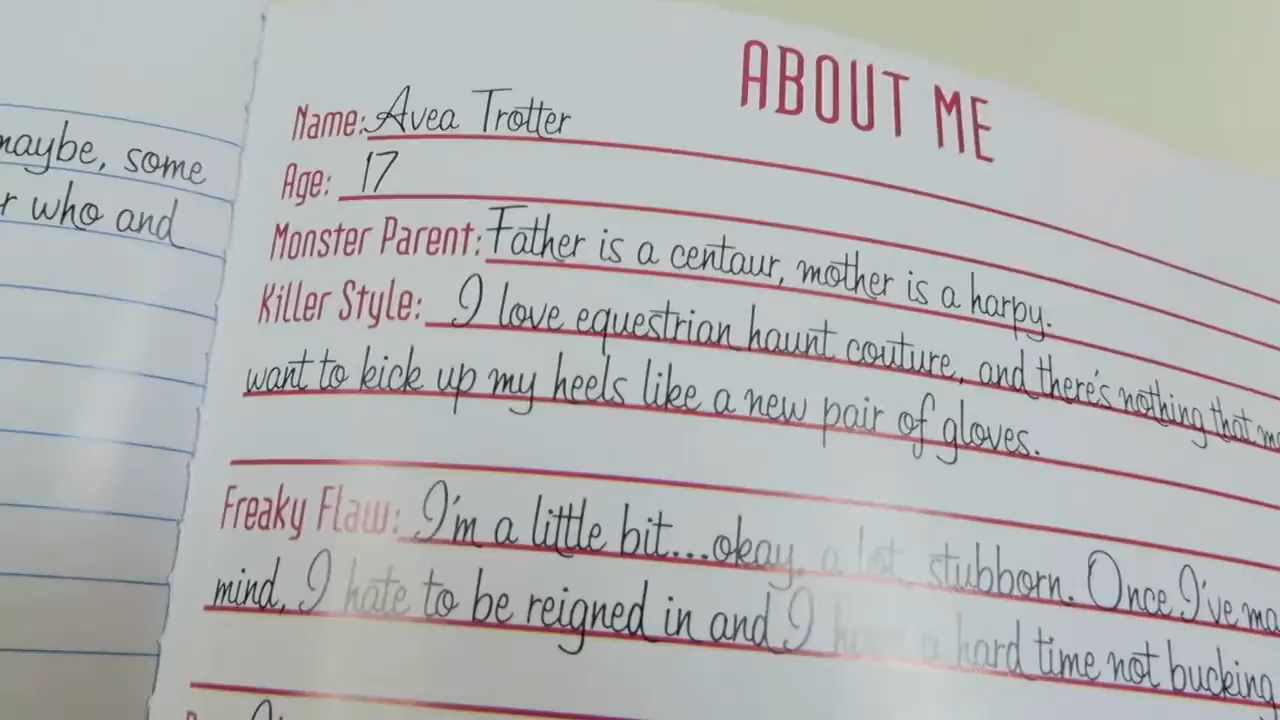 maybe, some
r who and
ABOUT ME
Name: Avea Trotter
Age: 17
Monster Parent: Father is a centaur, mother is a harpy.
Killer Style: I love equestrian haunt couture, and there's nothing that
want to kick up my heels like a new pair of gloves.
Freaky Flaw: I'm a little bit...okay, a lot stubborn. Once I've ma
mind, I hate to be reigned in and I have a hard time not bucking